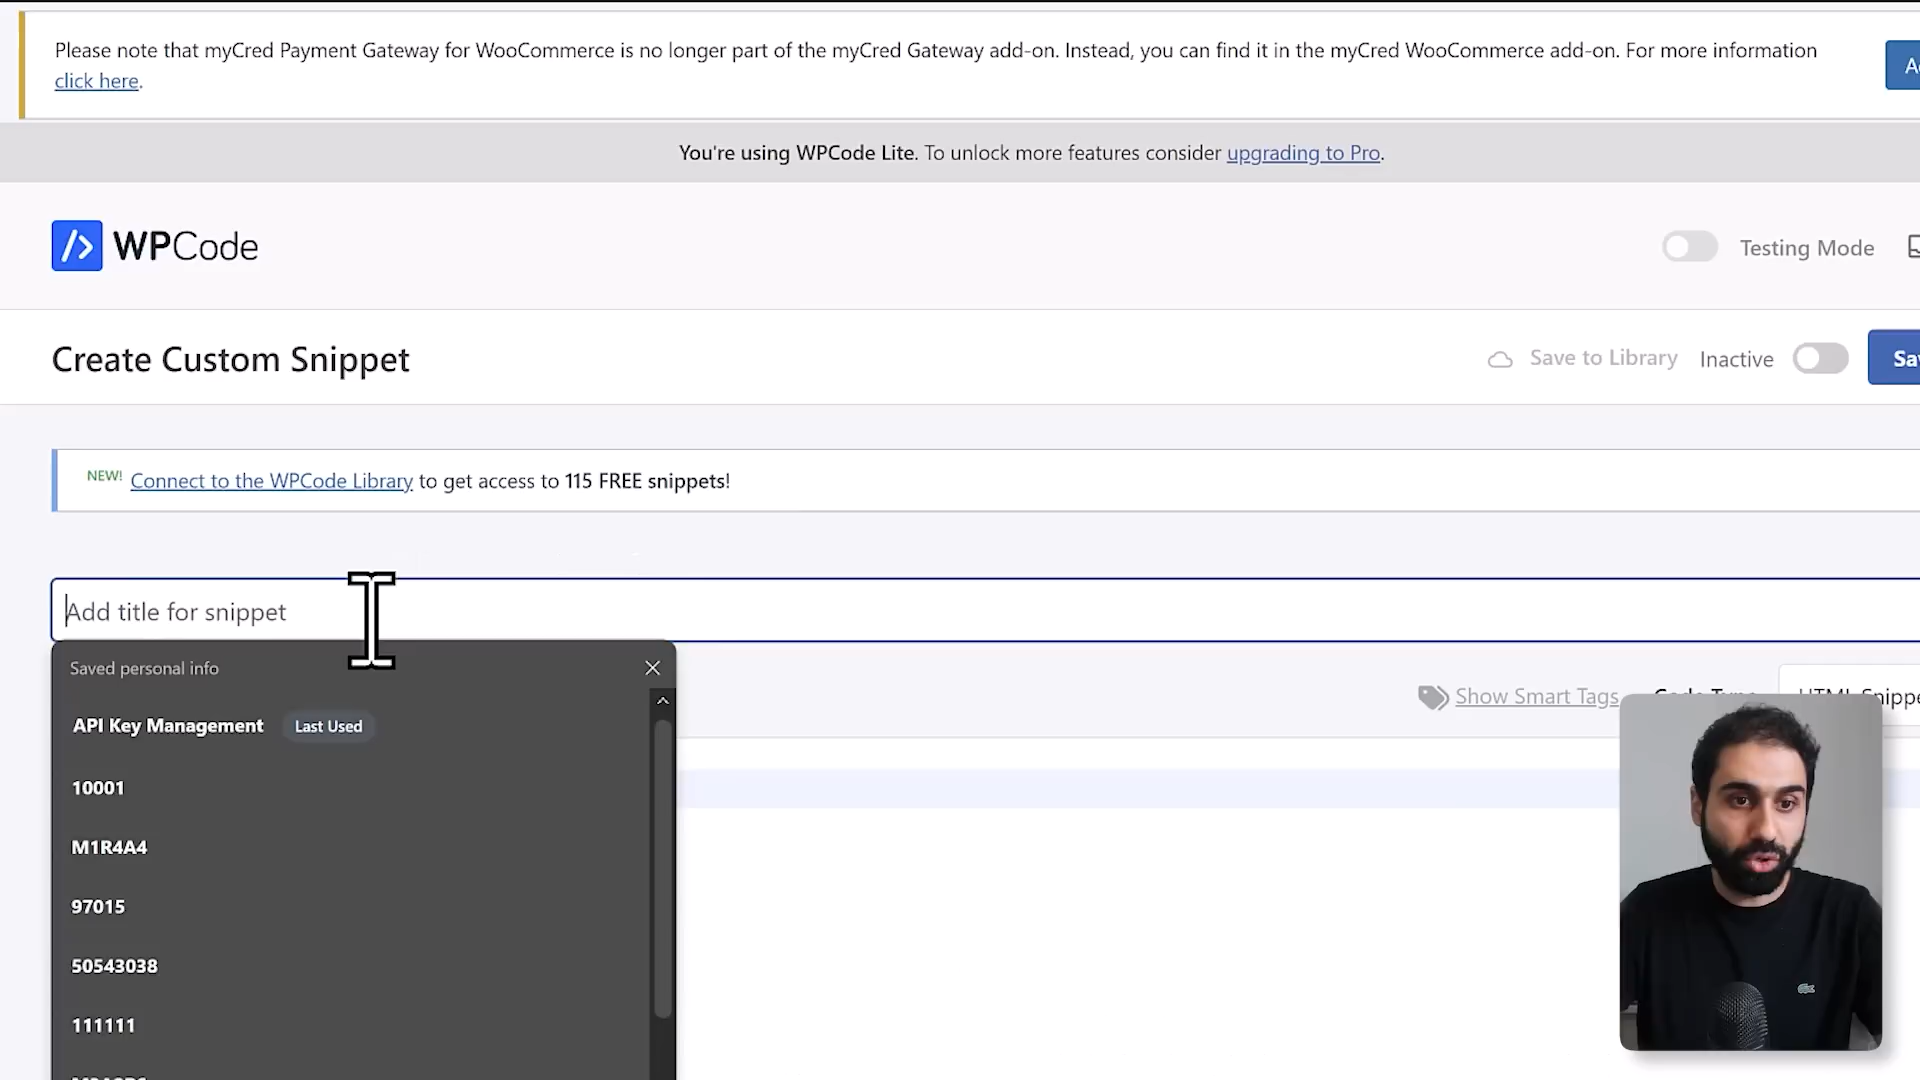 Please note that myCred Payment Gateway for WooCommerce is no longer part of the myCred Gateway add-on. Instead, you can find it in the myCred WooCommerce add-on. For more information
click here.
You're using WPCode Lite. To unlock more features consider upgrading to Pro.
WPCode
Testing Mode
Create Custom Snippet
Save to Library
Inactive
NEW! Connect to the WPCode Library to get access to 115 FREE snippets!
Add title for snippet
Saved personal info
Show Smart Tags
API Key Management
Last Used
10001
M1R4A4
97015
50543038
111111